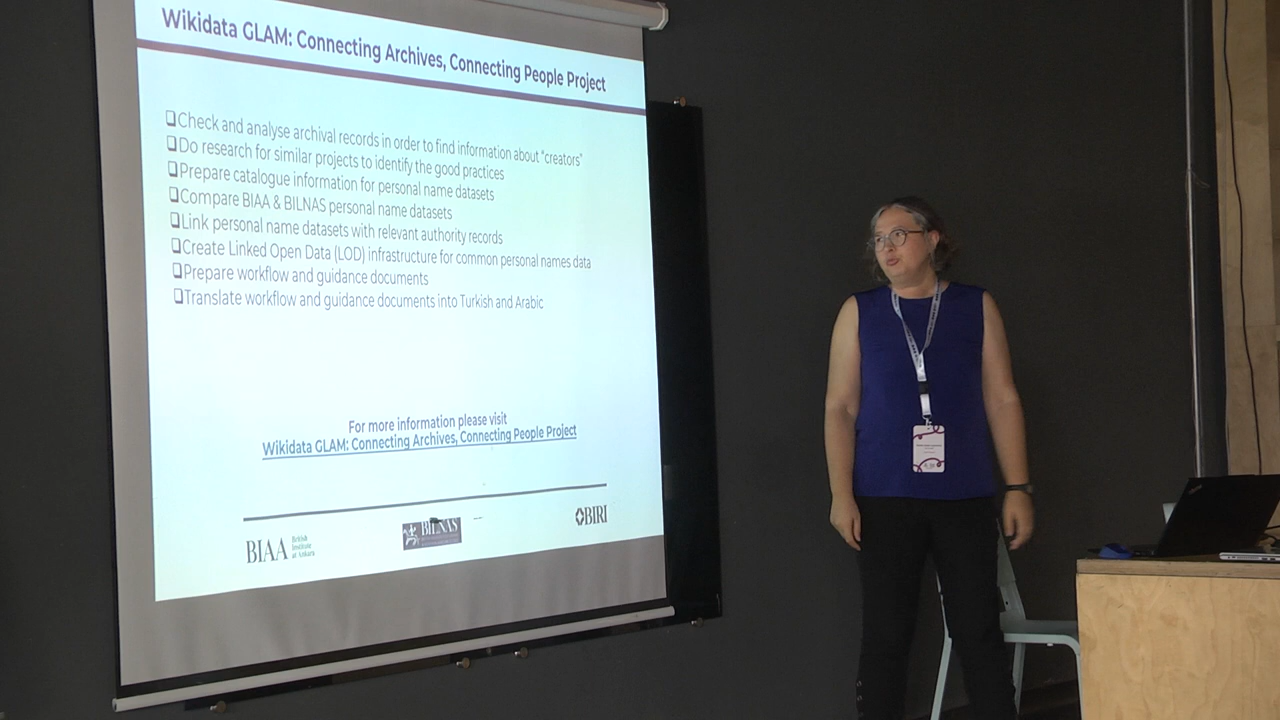 Wikidata GLAM: Connecting Archives, Connecting People Project
❑Check and analyse archival records in order to find information about “creators”
❑Do research for similar projects to identify the good practices
❑Prepare catalogue information for personal name datasets
❑Compare BIAA & BILNAS personal name datasets
❑Link personal name datasets with relevant authority records
❑Create Linked Open Data (LOD) infrastructure for common personal names data
❑Prepare workflow and guidance documents
❑Translate workflow and guidance documents into Turkish and Arabic
For more information please visit
Wikidata GLAM: Connecting Archives, Connecting People Project
BIAA
British
Institute
at Ankara
BILNAS
BIRI